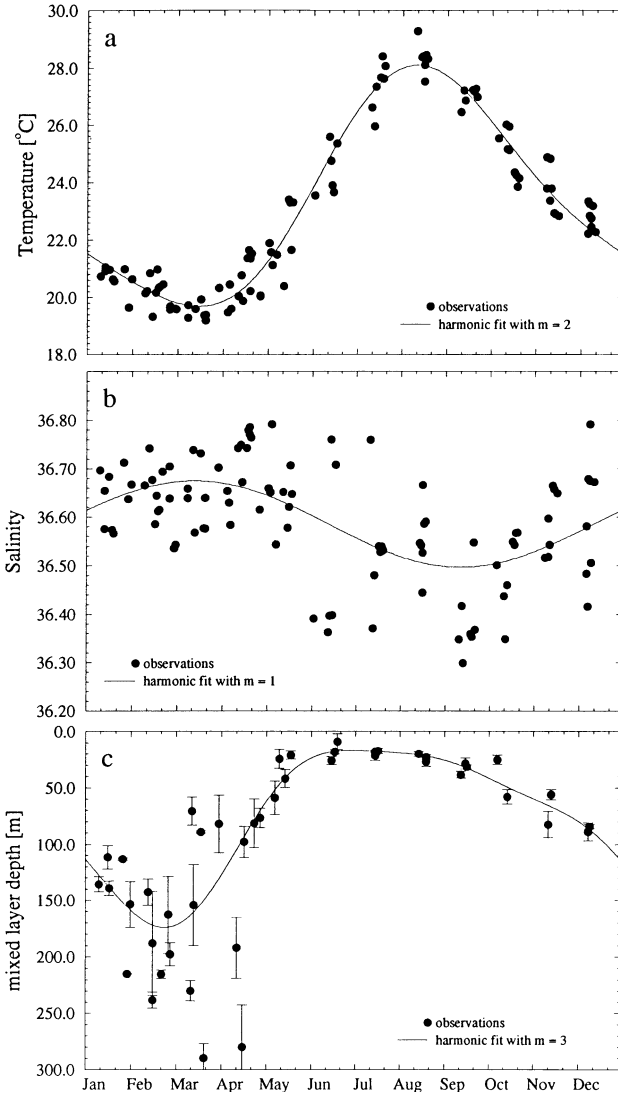 30.0
a
28.0
26.0
24.0
22.0
20.0
18.0
Temperature [°C]
observations
harmonic fit with m = 2
b
36.80
36.70
36.60
36.50
36.40
36.30
36.20
Salinity
observations
harmonic fit with m = 1
0.0
c
50.0
100.0
150.0
200.0
250.0
300.0
mixed layer depth [m]
observations
harmonic fit with m = 3
Jan Feb Mar Apr May Jun Jul Aug Sep Oct Nov Dec